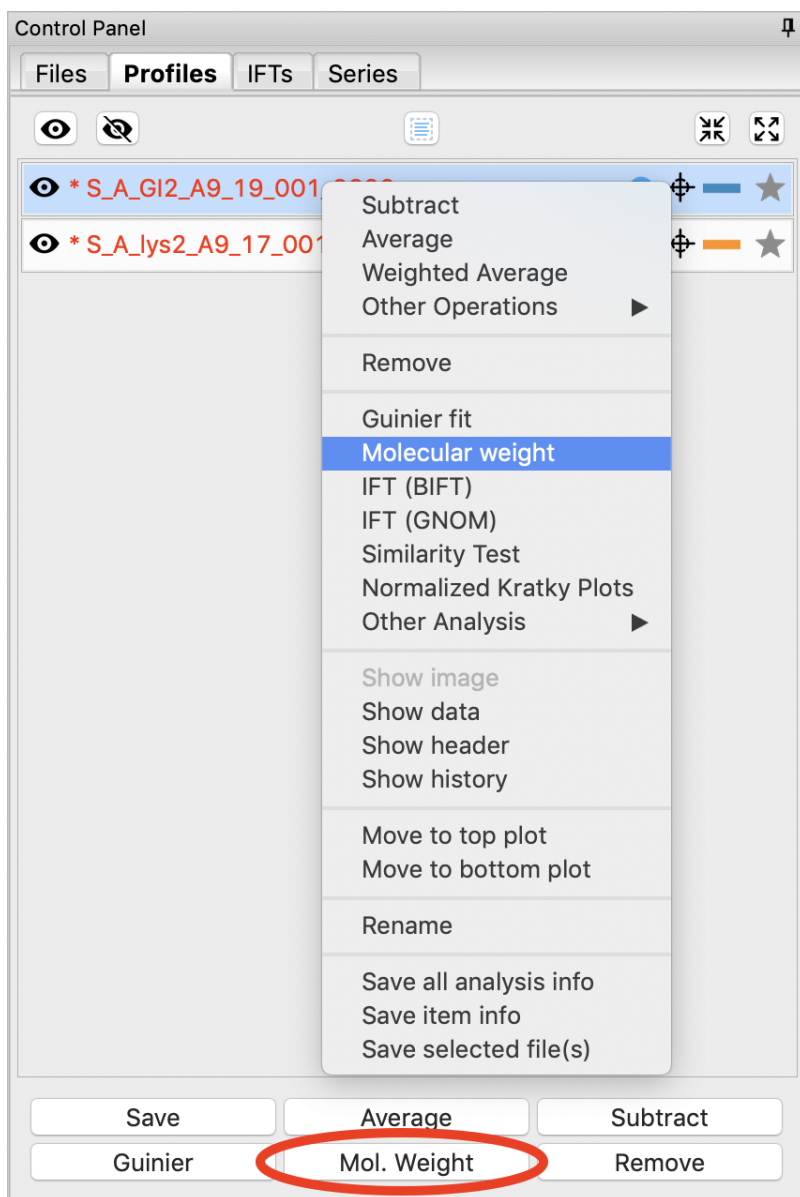 Control Panel
Files Profiles IFTs Series
* S_A_GI2_A9_19_001
* S_A_lys2_A9_17_001
Subtract
Average
Weighted Average
Other Operations
Remove
Guinier fit
Molecular weight
IFT (BIFT)
IFT (GNOM)
Similarity Test
Normalized Kratky Plots
Other Analysis
Show image
Show data
Show header
Show history
Move to top plot
Move to bottom plot
Rename
Save all analysis info
Save item info
Save selected file(s)
Save Average Subtract
Guinier Mol. Weight Remove